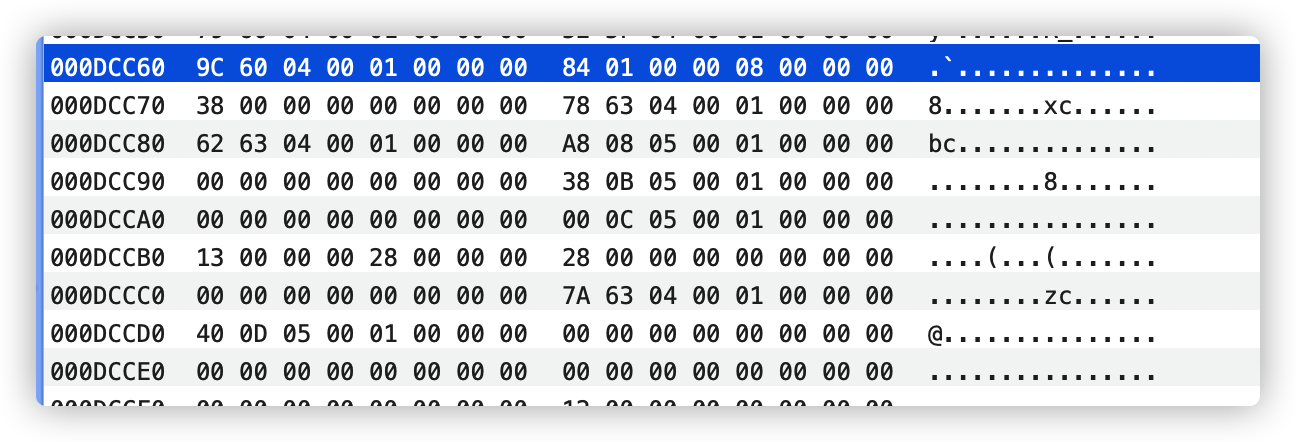 000DCC60 9C 60 04 00 01 00 00 00 84 01 00 00 08 00 00 00 .`..............
000DCC70 38 00 00 00 00 00 00 00 78 63 04 00 01 00 00 00 8.......xc......
000DCC80 62 63 04 00 01 00 00 00 A8 08 05 00 01 00 00 00 bc..............
000DCC90 00 00 00 00 00 00 00 00 38 0B 05 00 01 00 00 00 ........8.......
000DCCA0 00 00 00 00 00 00 00 00 00 0C 05 00 01 00 00 00 ................
000DCCB0 13 00 00 00 28 00 00 00 28 00 00 00 00 00 00 00 ....(...(.......
000DCCC0 00 00 00 00 00 00 00 00 7A 63 04 00 01 00 00 00 ........zc......
000DCCD0 40 0D 05 00 01 00 00 00 00 00 00 00 00 00 00 00 @...............
000DCCE0 00 00 00 00 00 00 00 00 00 00 00 00 00 00 00 00 ................